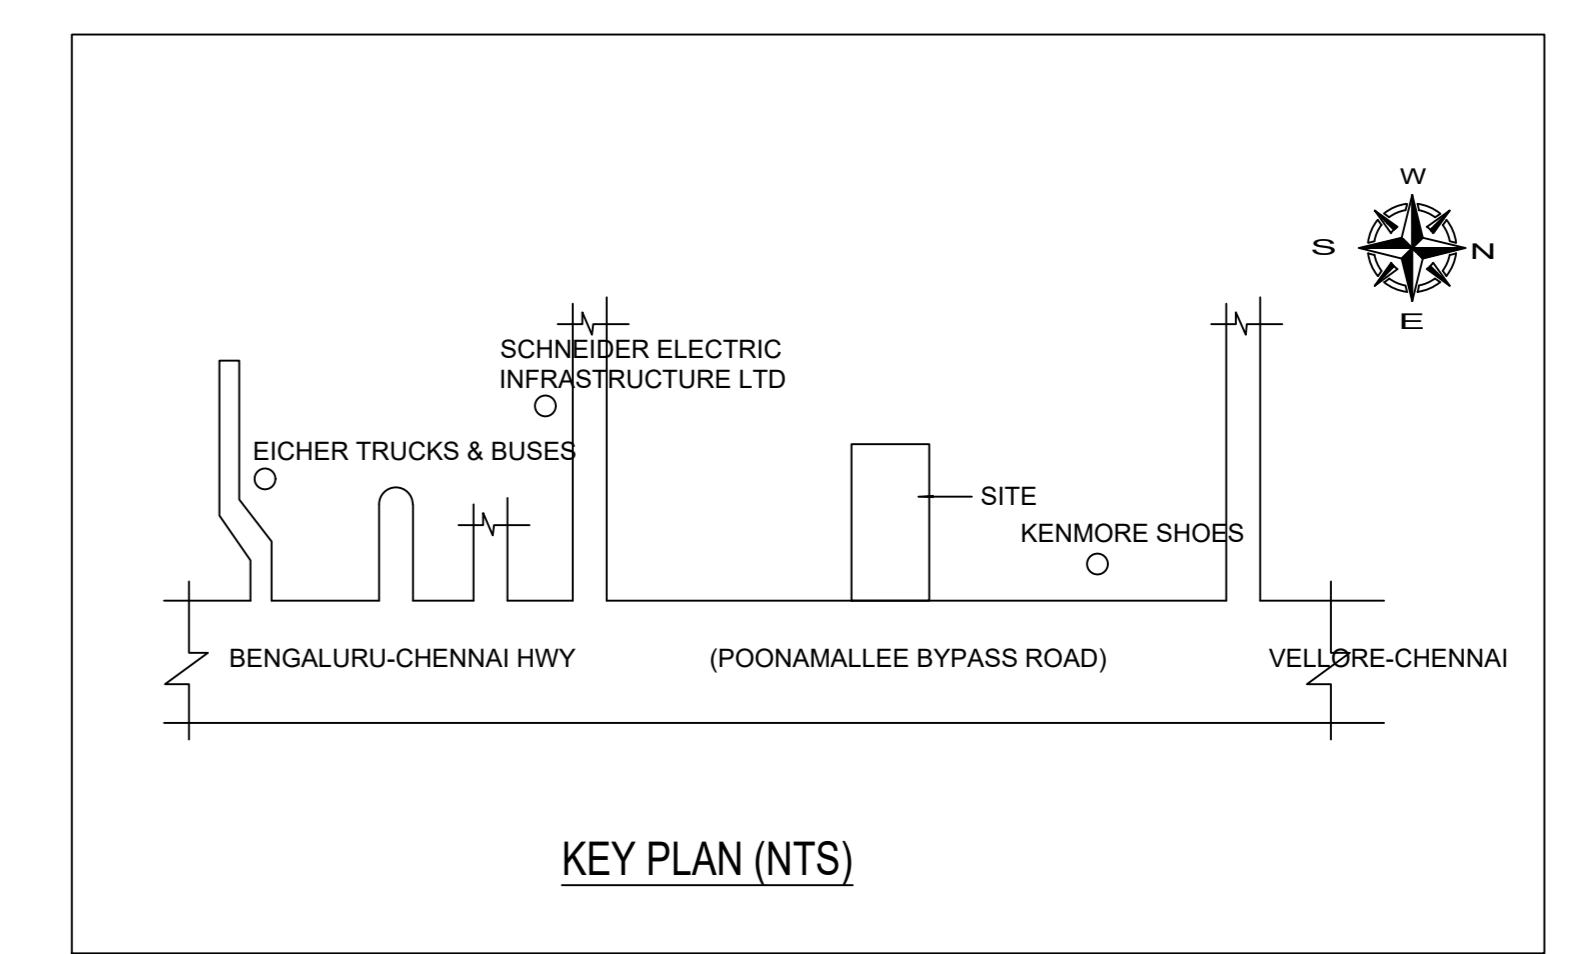 W
S
N
E
SCHNEIDER ELECTRIC
INFRASTRUCTURE LTD
EICHER TRUCKS & BUSES
SITE
KENMORE SHOES
BENGALURU-CHENNAI HWY
(POONAMALLEE BYPASS ROAD)
VELLORE-CHENNAI
KEY PLAN (NTS)